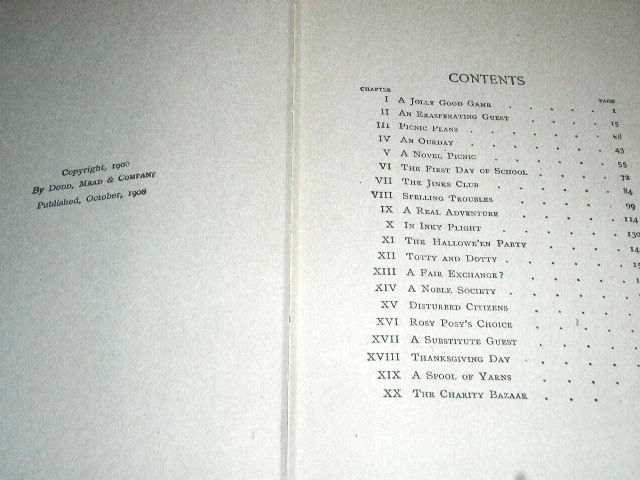 Copyright, 1908
By Dodd, Mead & Company
Published, October, 1908
CONTENTS
CHAPTER PAGE
I A Jolly Good Game . . . . 1
II An Exasperating Guest . . . . 15
III Picnic Plans . . . . .
IV An Ourday . . . . . 43
V A Novel Picnic . . . . . 55
VI The First Day of School . . . . 72
VII The Jinks Club . . . . . 84
VIII Spelling Troubles . . . . . 99
IX A Real Adventure . . . . . 114
X In Inky Plight . . . . . 130
XI The Hallowe'en Party . . . . 14
XII Totty and Dotty . . . . . 15
XIII A Fair Exchange? . . . . . 1
XIV A Noble Society . . . . .
XV Disturbed Citizens . . . .
XVI Rosy Posy's Choice . . . .
XVII A Substitute Guest . . . .
XVIII Thanksgiving Day . . . .
XIX A Spool of Yarns . . . .
XX The Charity Bazaar . . . .